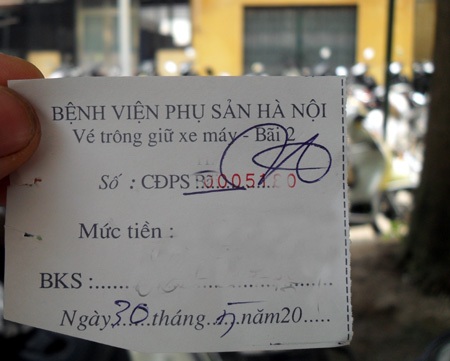 BỆNH VIỆN PHỤ SẢN HÀ NỘI
Vé trông giữ xe máy - Bãi 2
Số : CĐPS
Mức tiền :
BKS :......
Ngày 30 tháng 5 năm 20.....